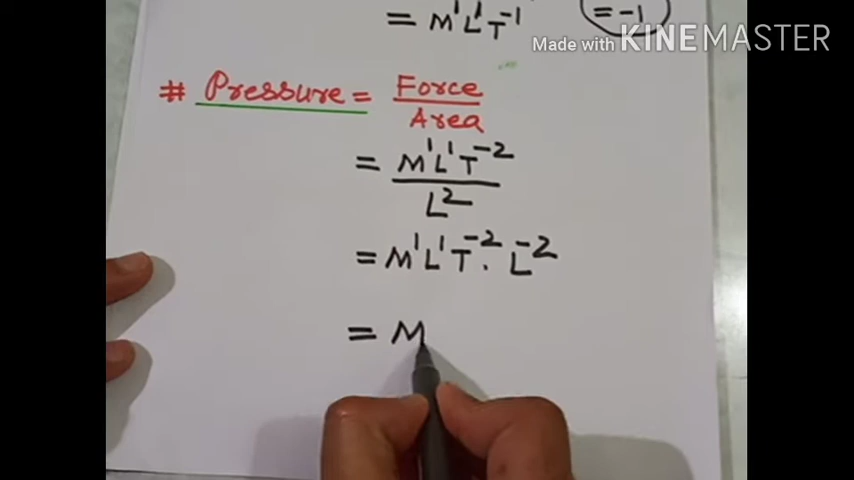 = M¹L¹T⁻¹
= -1
Made with KINEMASTER
# Pressure = Force
Area
= M¹L¹T⁻²
L²
= M¹L¹T⁻² . L⁻²
= M